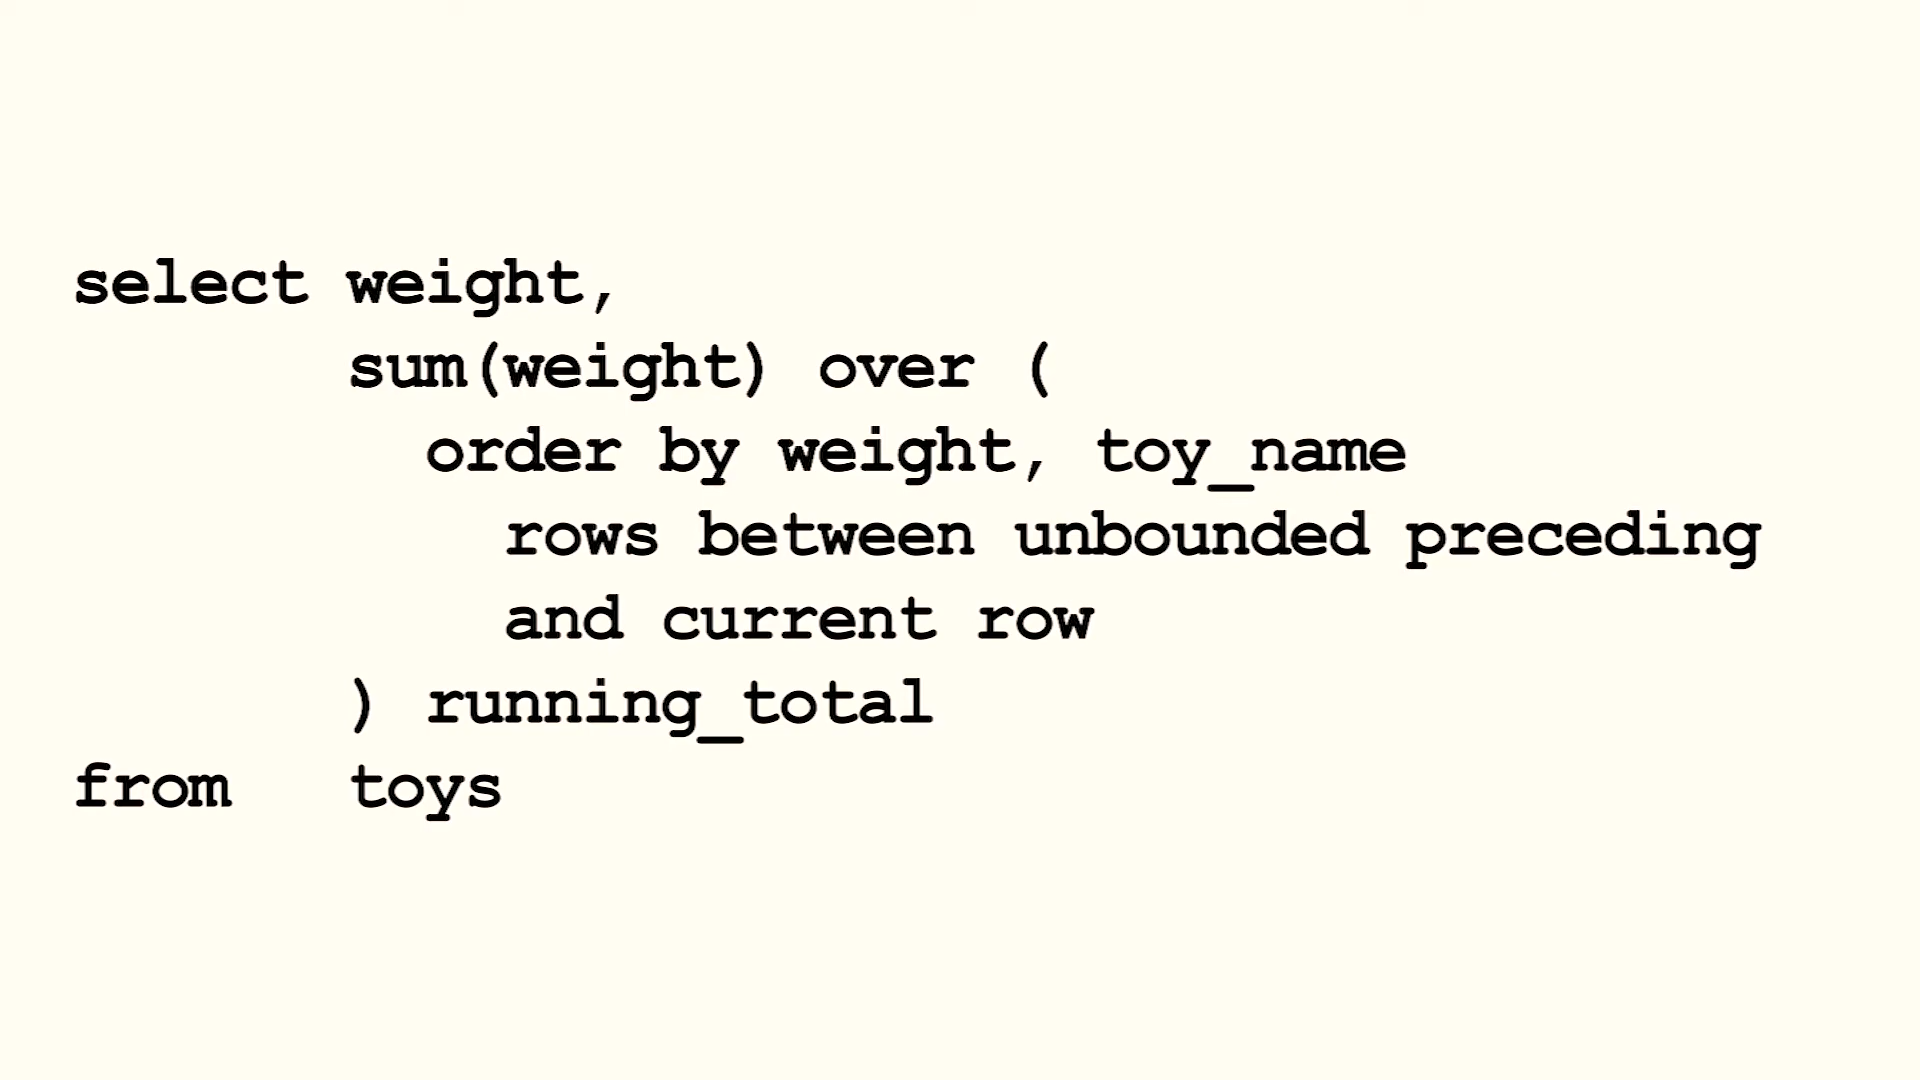 select weight,
       sum(weight) over (
         order by weight, toy_name
           rows between unbounded preceding
           and current row
       ) running_total
from   toys